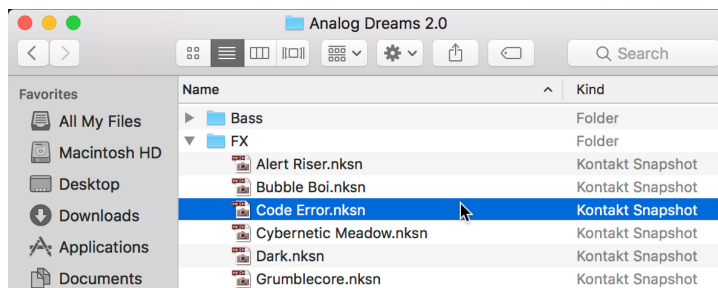 Analog Dreams 2.0
Search
Favorites
All My Files
Macintosh HD
Desktop
Downloads
Applications
Documents
Name Kind
Bass Folder
FX Folder
Alert Riser.nksn Kontakt Snapshot
Bubble Boi.nksn Kontakt Snapshot
Code Error.nksn Kontakt Snapshot
Cybernetic Meadow.nksn Kontakt Snapshot
Dark.nksn Kontakt Snapshot
Grumblecore.nksn Kontakt Snapshot